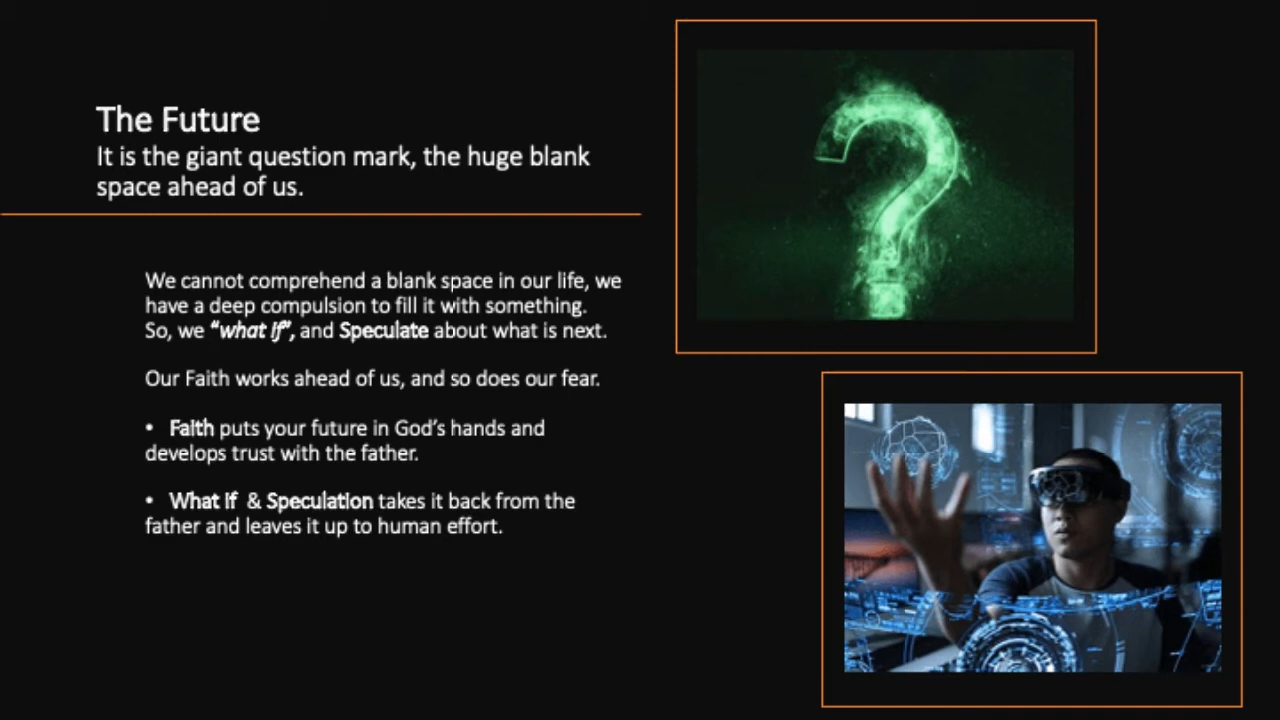 The Future
It is the giant question mark, the huge blank
space ahead of us.
We cannot comprehend a blank space in our life, we
have a deep compulsion to fill it with something.
So, we “what if”, and Speculate about what is next.
Our Faith works ahead of us, and so does our fear.
• Faith puts your future in God’s hands and
develops trust with the father.
• What if & Speculation takes it back from the
father and leaves it up to human effort.